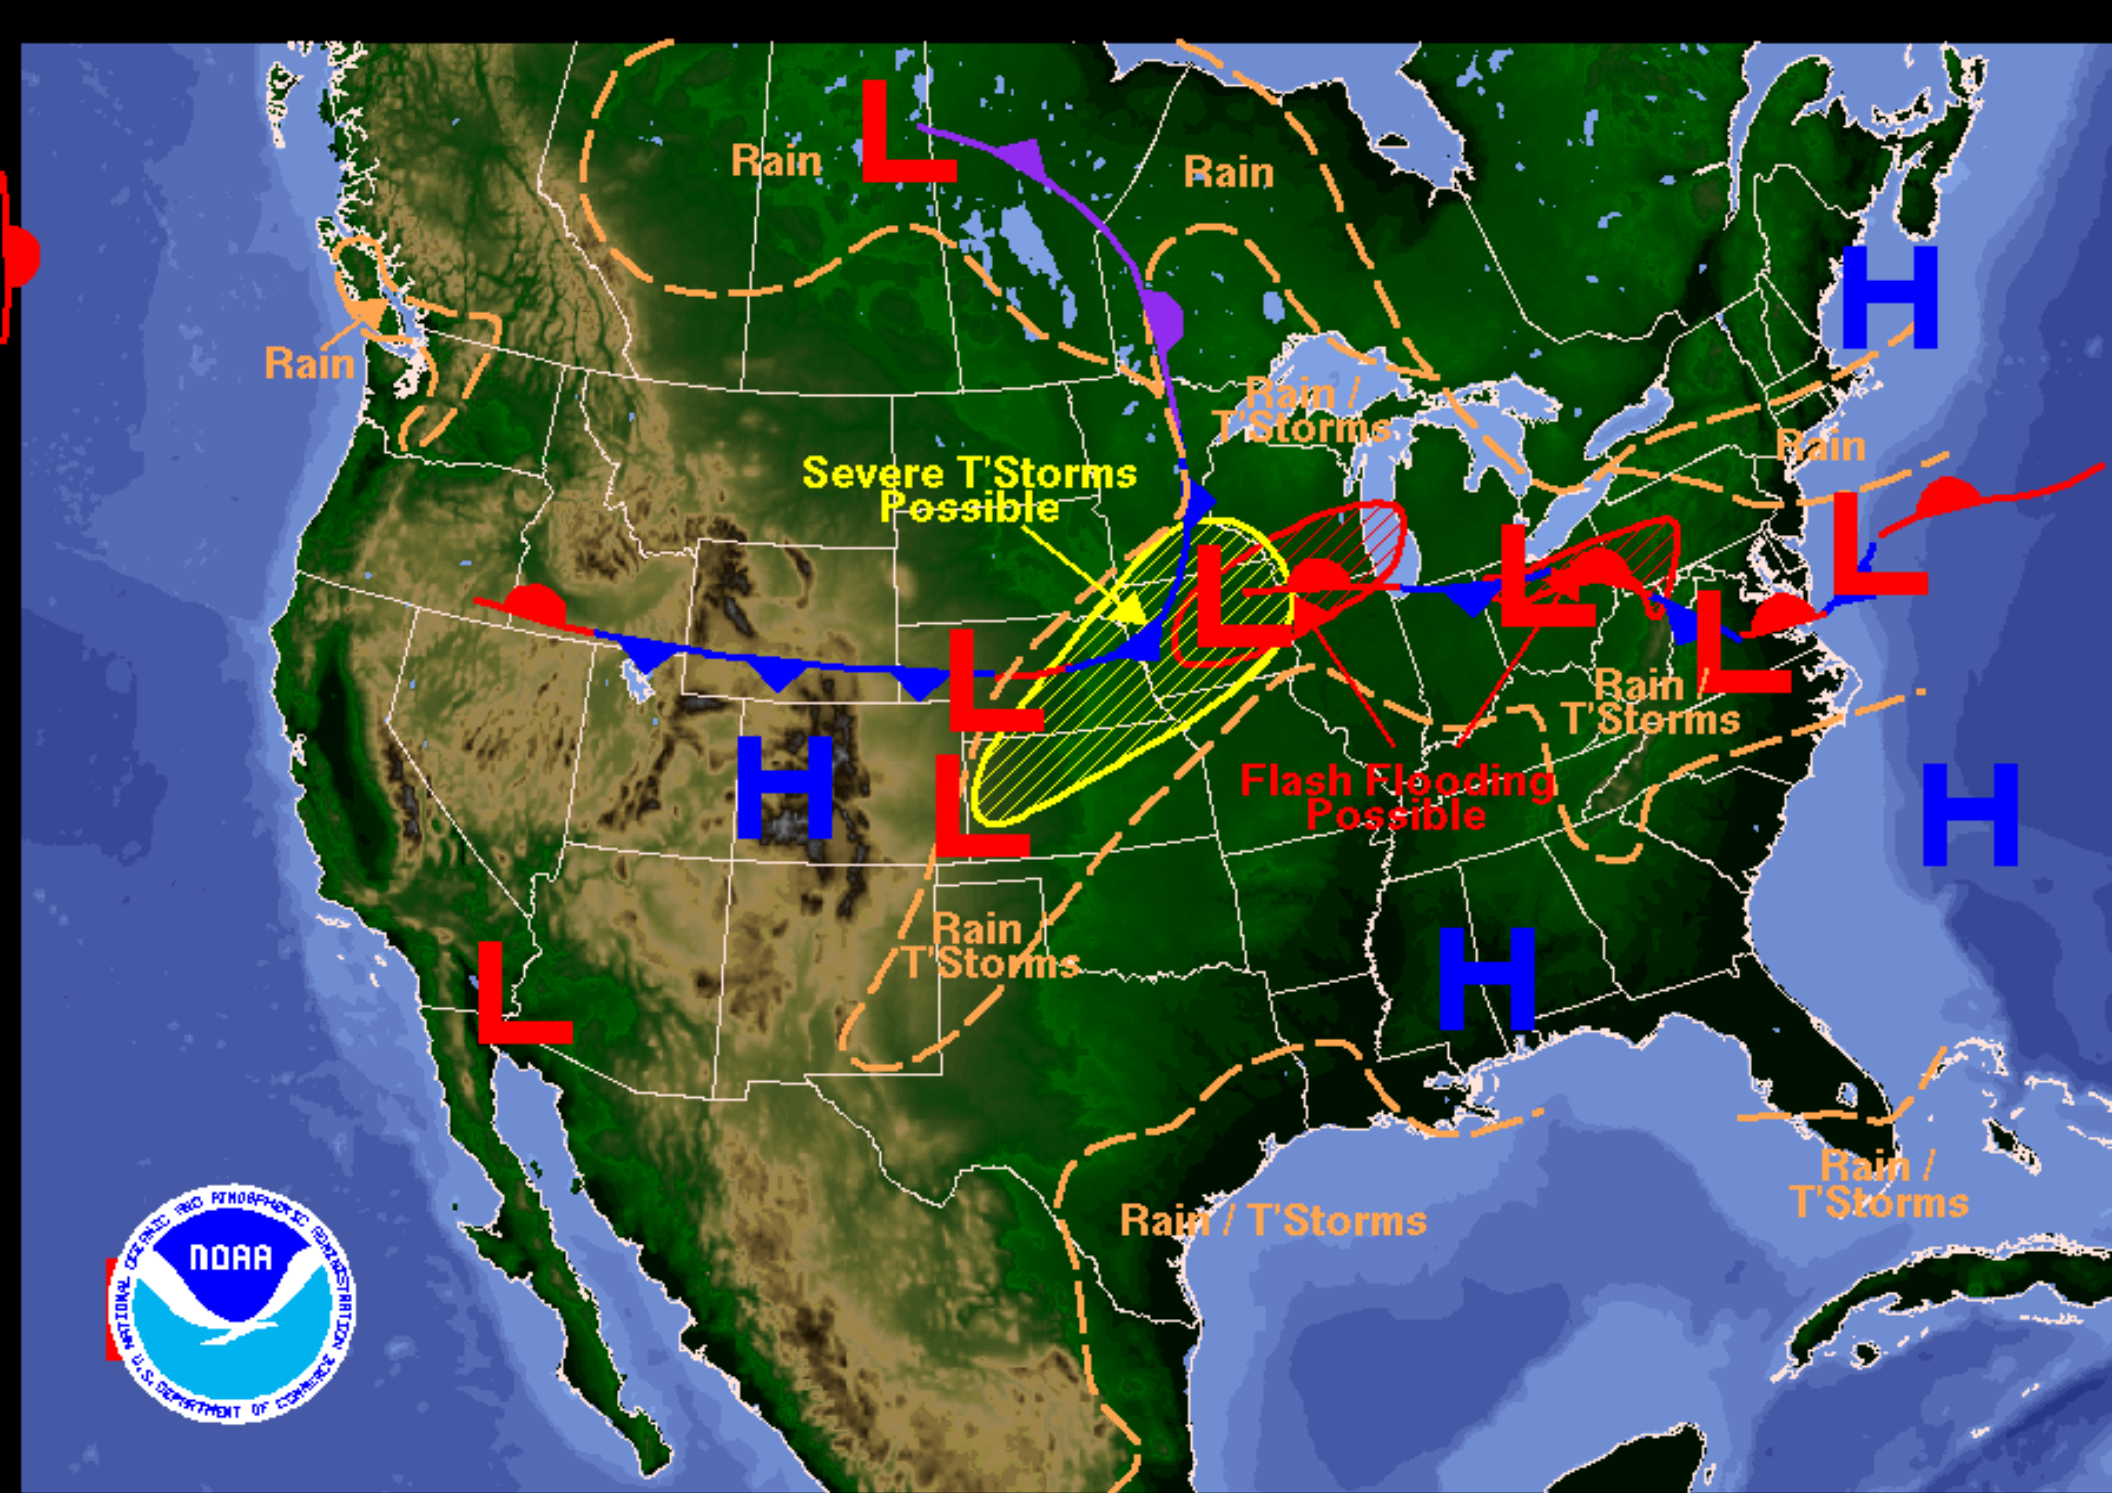 L
Rain
Rain
H
Rain
Rain /
T'Storms
Rain
Severe T'Storms
Possible
L
L
L
L
L
Rain /
T'Storms
H
L
Flash Flooding
Possible
H
Rain /
T'Storms
L
H
Rain /
T'Storms
Rain / T'Storms
NATIONAL OCEANIC AND ATMOSPHERIC ADMINISTRATION
NOAA
U.S. DEPARTMENT OF COMMERCE